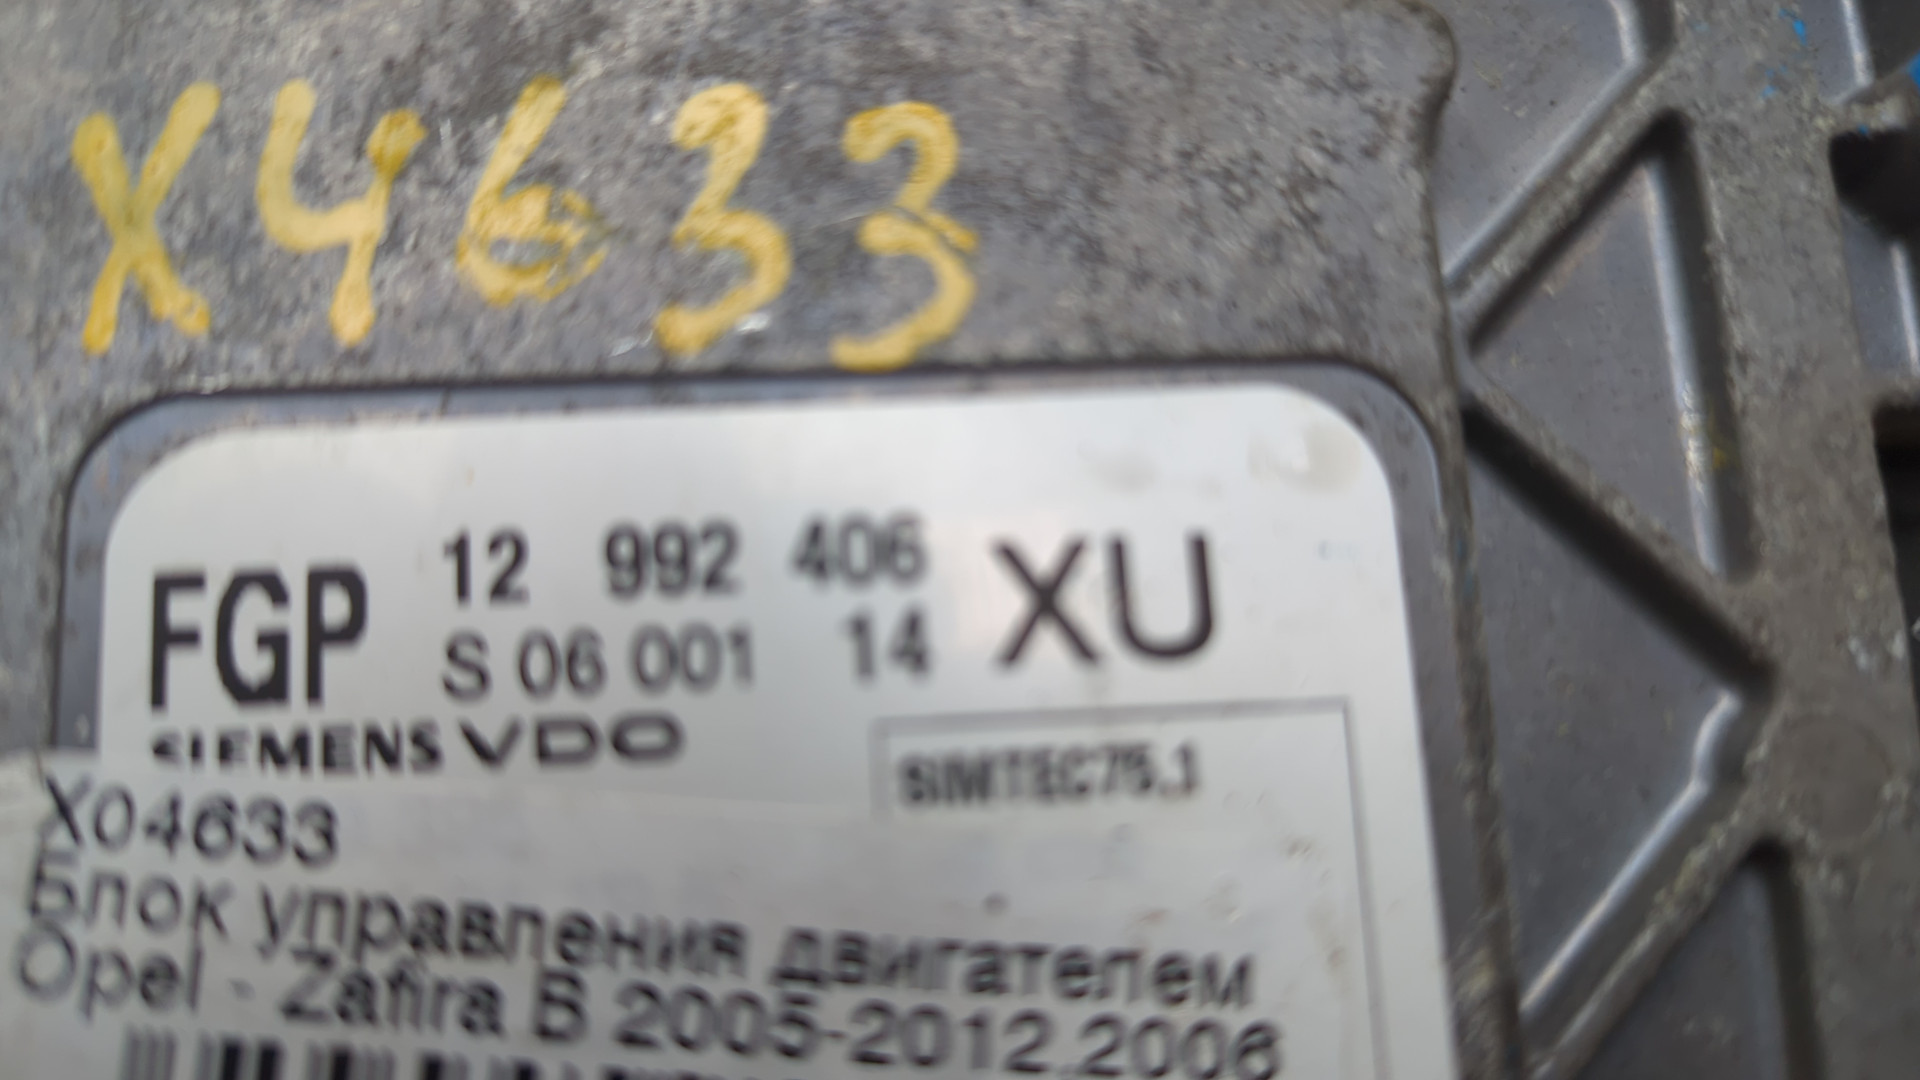 X4633
FGP 12 992 406 XU
S 06 001 14
SIEMENS VDO
SIMTEC75.1
X04633
Блок управления двигателем
Opel - Zafira B 2005-2012,2006